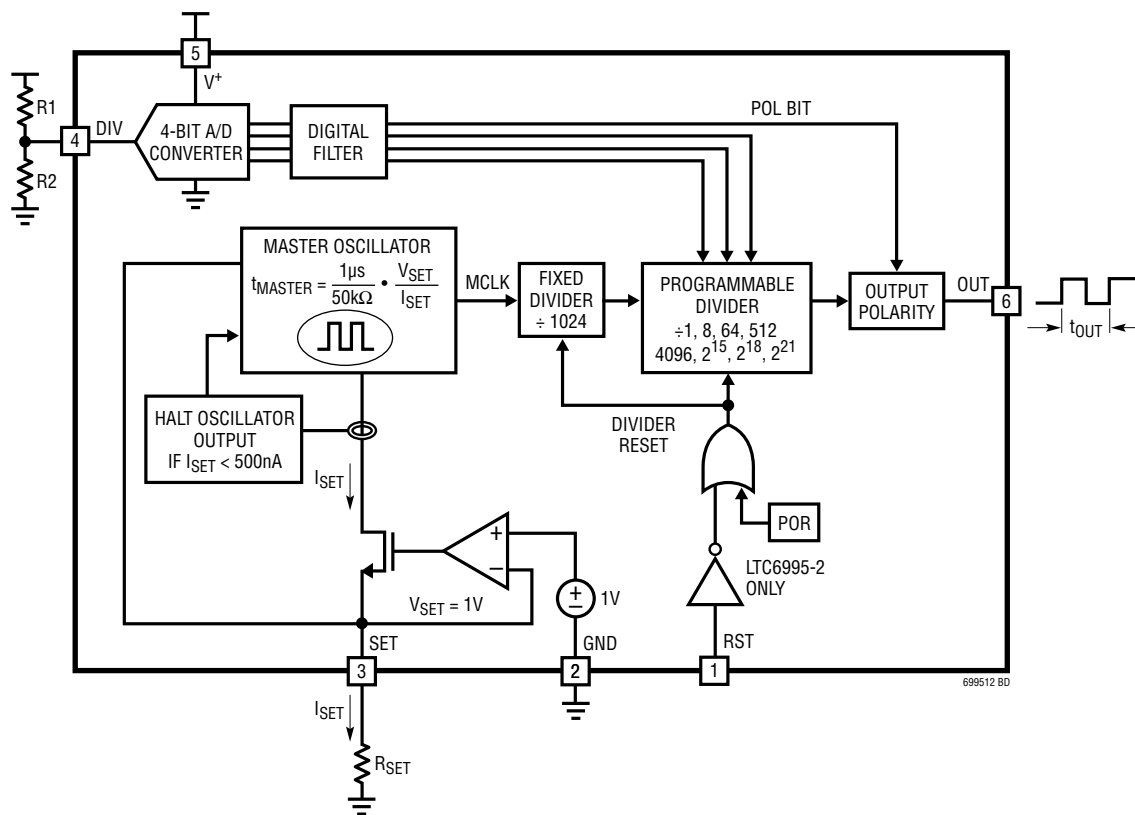 5
V+
R1
4
DIV
R2
4-BIT A/D
CONVERTER
DIGITAL
FILTER
POL BIT
MASTER OSCILLATOR
tMASTER = 1µs/50kΩ • VSET/ISET
MCLK
FIXED
DIVIDER
÷ 1024
PROGRAMMABLE
DIVIDER
÷1, 8, 64, 512
4096, 2^15, 2^18, 2^21
OUTPUT
POLARITY
OUT
6
tOUT
HALT OSCILLATOR
OUTPUT
IF ISET < 500nA
ISET
DIVIDER
RESET
POR
LTC6995-2
ONLY
+
–
VSET = 1V
+
–
1V
SET
GND
RST
3
2
1
699512 BD
ISET
RSET